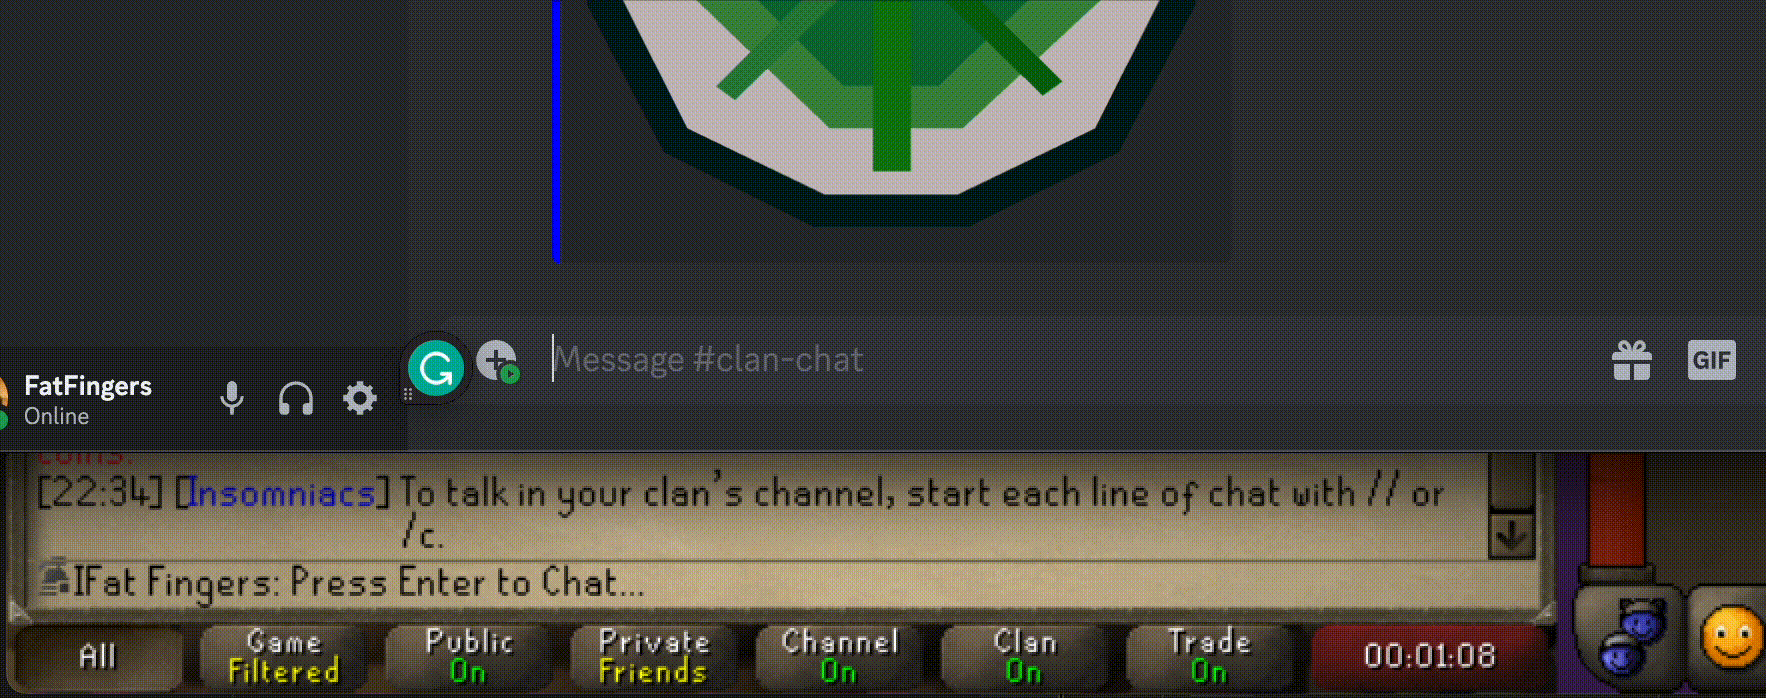 Message #clan-chat
GIF
FatFingers
Online
[22:34] [Insomniacs] To talk in your clan's channel, start each line of chat with // or
/c.
IFat Fingers: Press Enter to Chat...
All
Game
Filtered
Public
On
Private
Friends
Channel
On
Clan
On
Trade
On
00:01:08